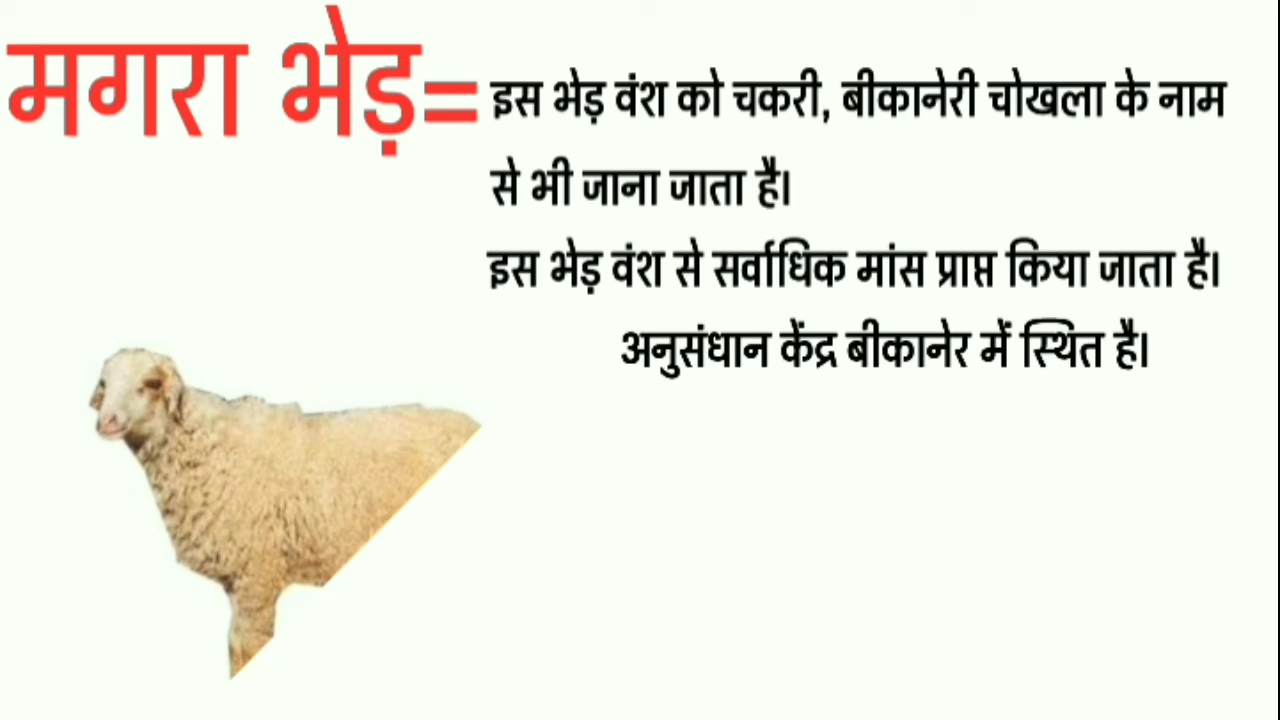 मगरा भेड़= इस भेड़ वंश को चकरी, बीकानेरी चोखला के नाम
से भी जाना जाता है।
इस भेड़ वंश से सर्वाधिक मांस प्राप्त किया जाता है।
अनुसंधान केंद्र बीकानेर में स्थित है।